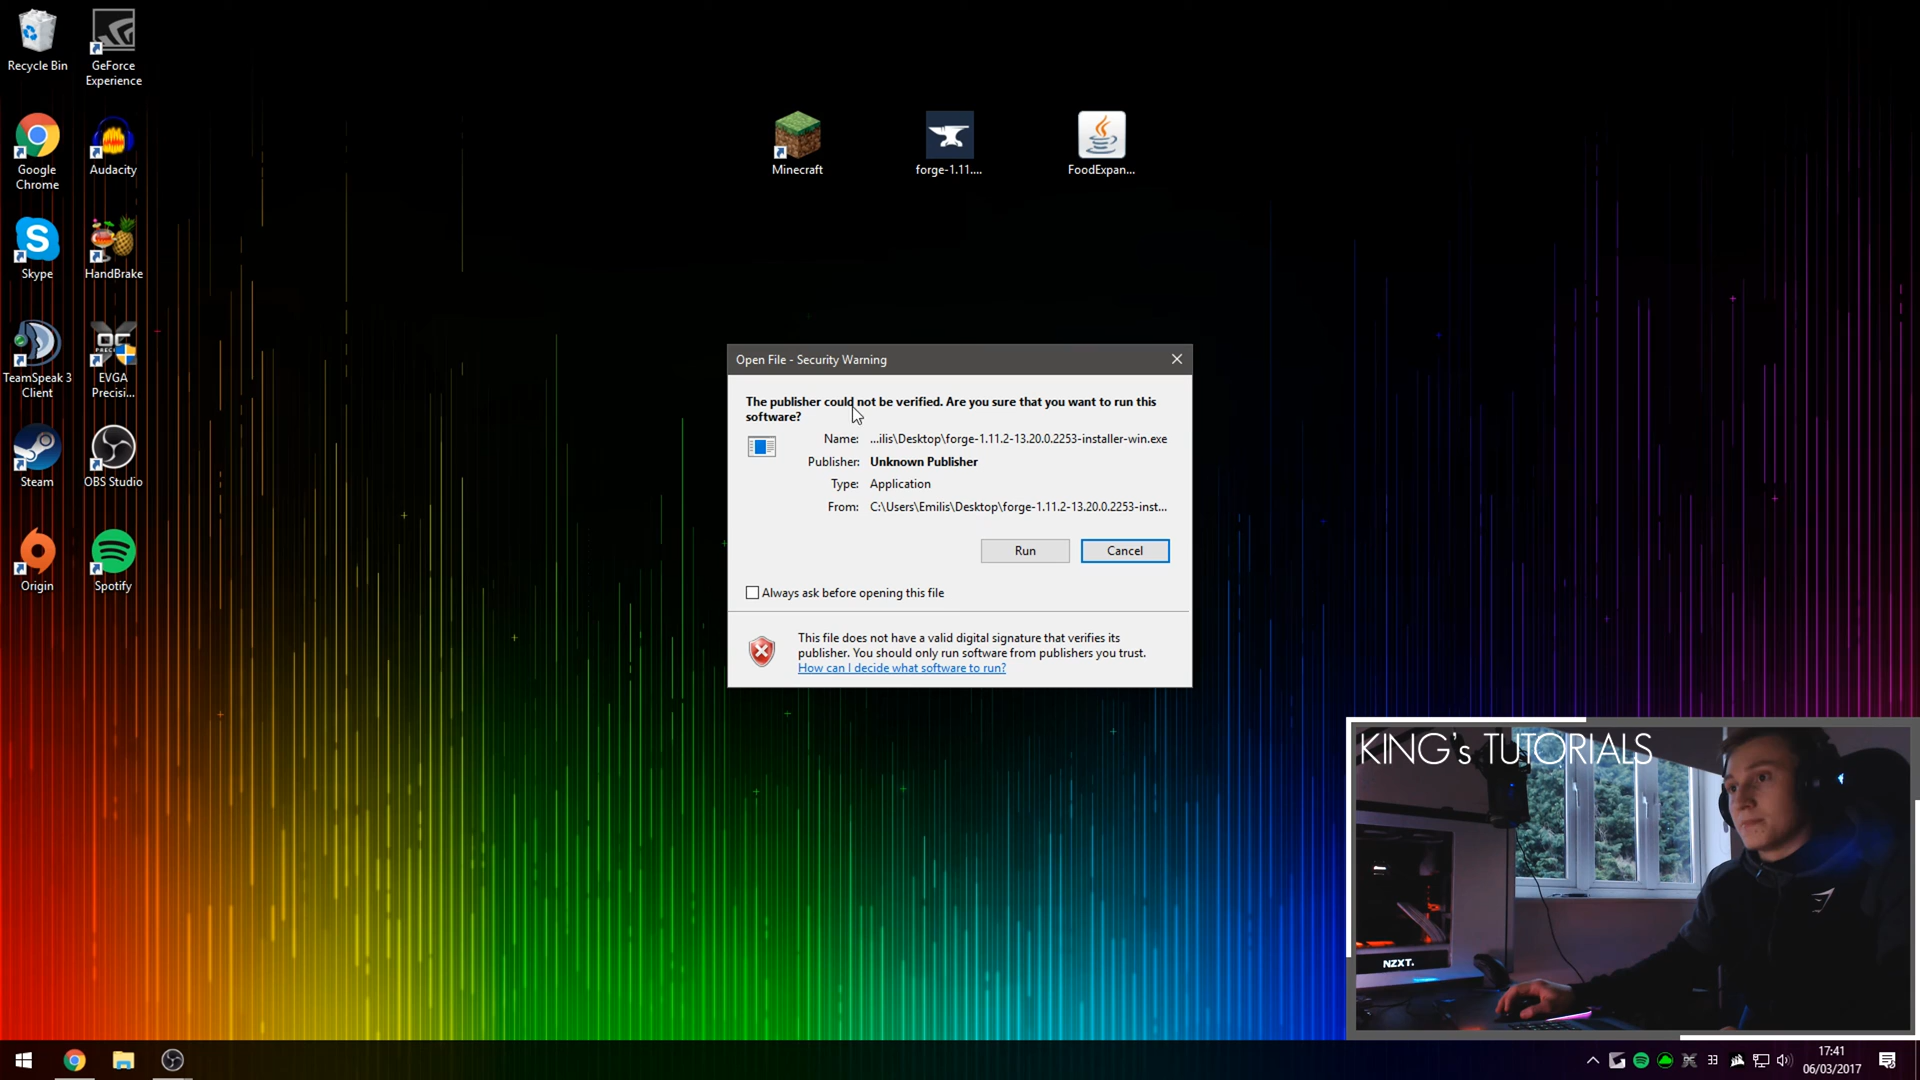 Recycle Bin
GeForce
Experience
Google
Chrome
Audacity
Skype
HandBrake
TeamSpeak 3
Client
EVGA
Precisi...
Steam
OBS Studio
Origin
Spotify
Minecraft
forge-1.11....
FoodExpan...
Open File - Security Warning
The publisher could not be verified. Are you sure that you want to run this
software?
Name: ...ilis\Desktop\forge-1.11.2-13.20.0.2253-installer-win.exe
Publisher: Unknown Publisher
Type: Application
From: C:\Users\Emilis\Desktop\forge-1.11.2-13.20.0.2253-inst...
Run Cancel
Always ask before opening this file
This file does not have a valid digital signature that verifies its
publisher. You should only run software from publishers you trust.
How can I decide what software to run?
KING's TUTORIALS
NZXT.
17:41
06/03/2017